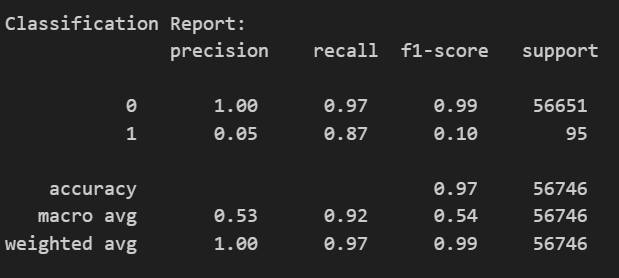 Classification Report:
precision recall f1-score support
0 1.00 0.97 0.99 56651
1 0.05 0.87 0.10 95
accuracy 0.97 56746
macro avg 0.53 0.92 0.54 56746
weighted avg 1.00 0.97 0.99 56746